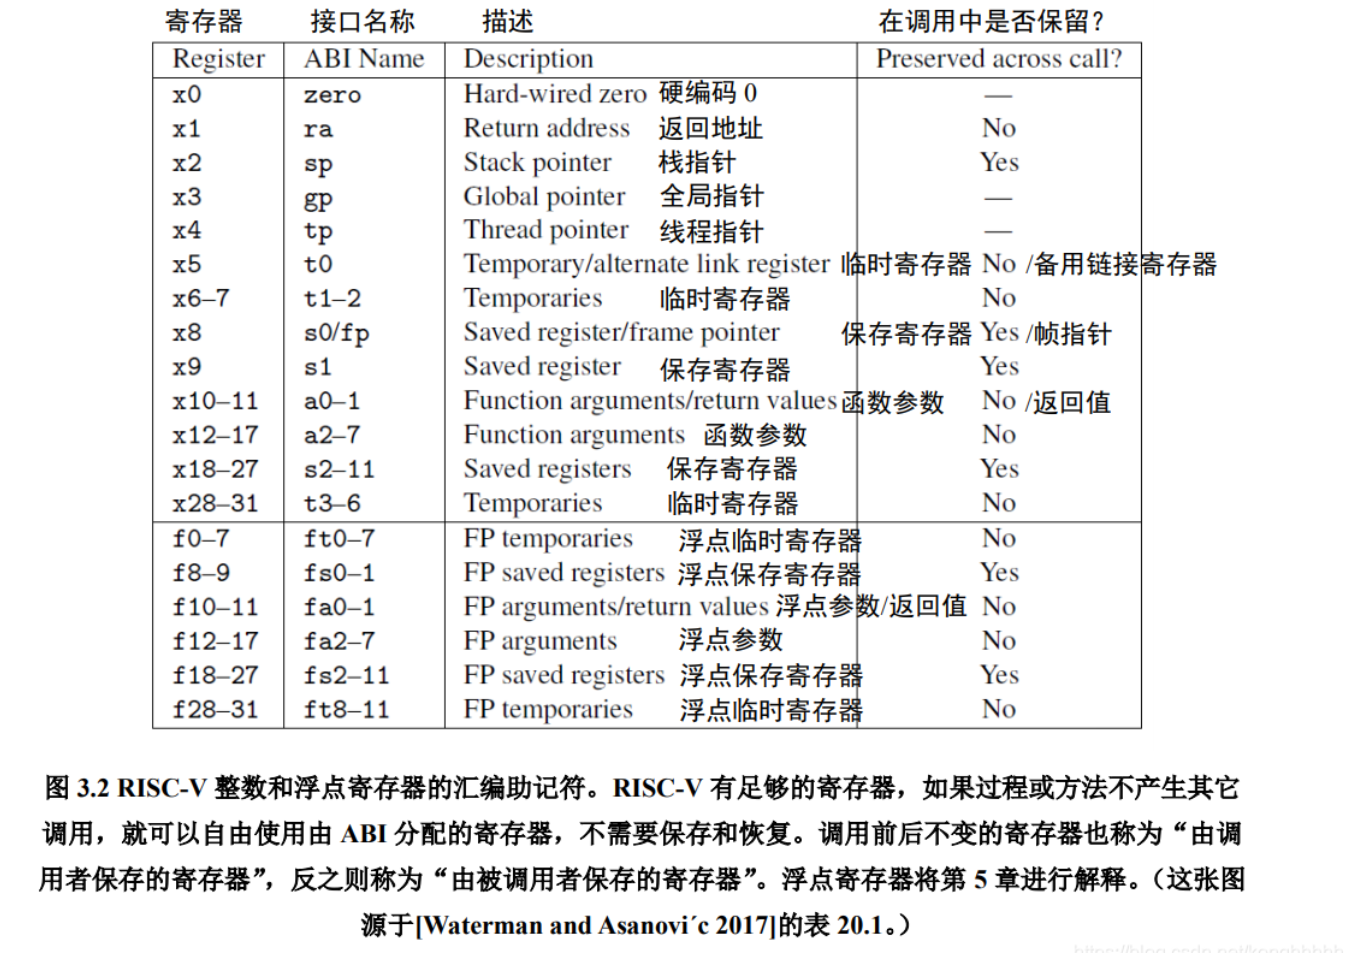 寄存器 接口名称 描述 在调用中是否保留？
Register ABI Name Description Preserved across call?
x0 zero Hard-wired zero 硬编码 0 —
x1 ra Return address 返回地址 No
x2 sp Stack pointer 栈指针 Yes
x3 gp Global pointer 全局指针 —
x4 tp Thread pointer 线程指针 —
x5 t0 Temporary/alternate link register 临时寄存器 No /备用链接寄存器
x6–7 t1–2 Temporaries 临时寄存器 No
x8 s0/fp Saved register/frame pointer 保存寄存器 Yes /帧指针
x9 s1 Saved register 保存寄存器 Yes
x10–11 a0–1 Function arguments/return values 函数参数 No /返回值
x12–17 a2–7 Function arguments 函数参数 No
x18–27 s2–11 Saved registers 保存寄存器 Yes
x28–31 t3–6 Temporaries 临时寄存器 No
f0–7 ft0–7 FP temporaries 浮点临时寄存器 No
f8–9 fs0–1 FP saved registers 浮点保存寄存器 Yes
f10–11 fa0–1 FP arguments/return values 浮点参数/返回值 No
f12–17 fa2–7 FP arguments 浮点参数 No
f18–27 fs2–11 FP saved registers 浮点保存寄存器 Yes
f28–31 ft8–11 FP temporaries 浮点临时寄存器 No
图 3.2 RISC-V 整数和浮点寄存器的汇编助记符。RISC-V 有足够的寄存器，如果过程或方法不产生其它
调用，就可以自由使用由 ABI 分配的寄存器，不需要保存和恢复。调用前后不变的寄存器也称为“由调
用者保存的寄存器”，反之则称为“由被调用者保存的寄存器”。浮点寄存器将第 5 章进行解释。（这张图
源于[Waterman and Asanovi´c 2017]的表 20.1。）